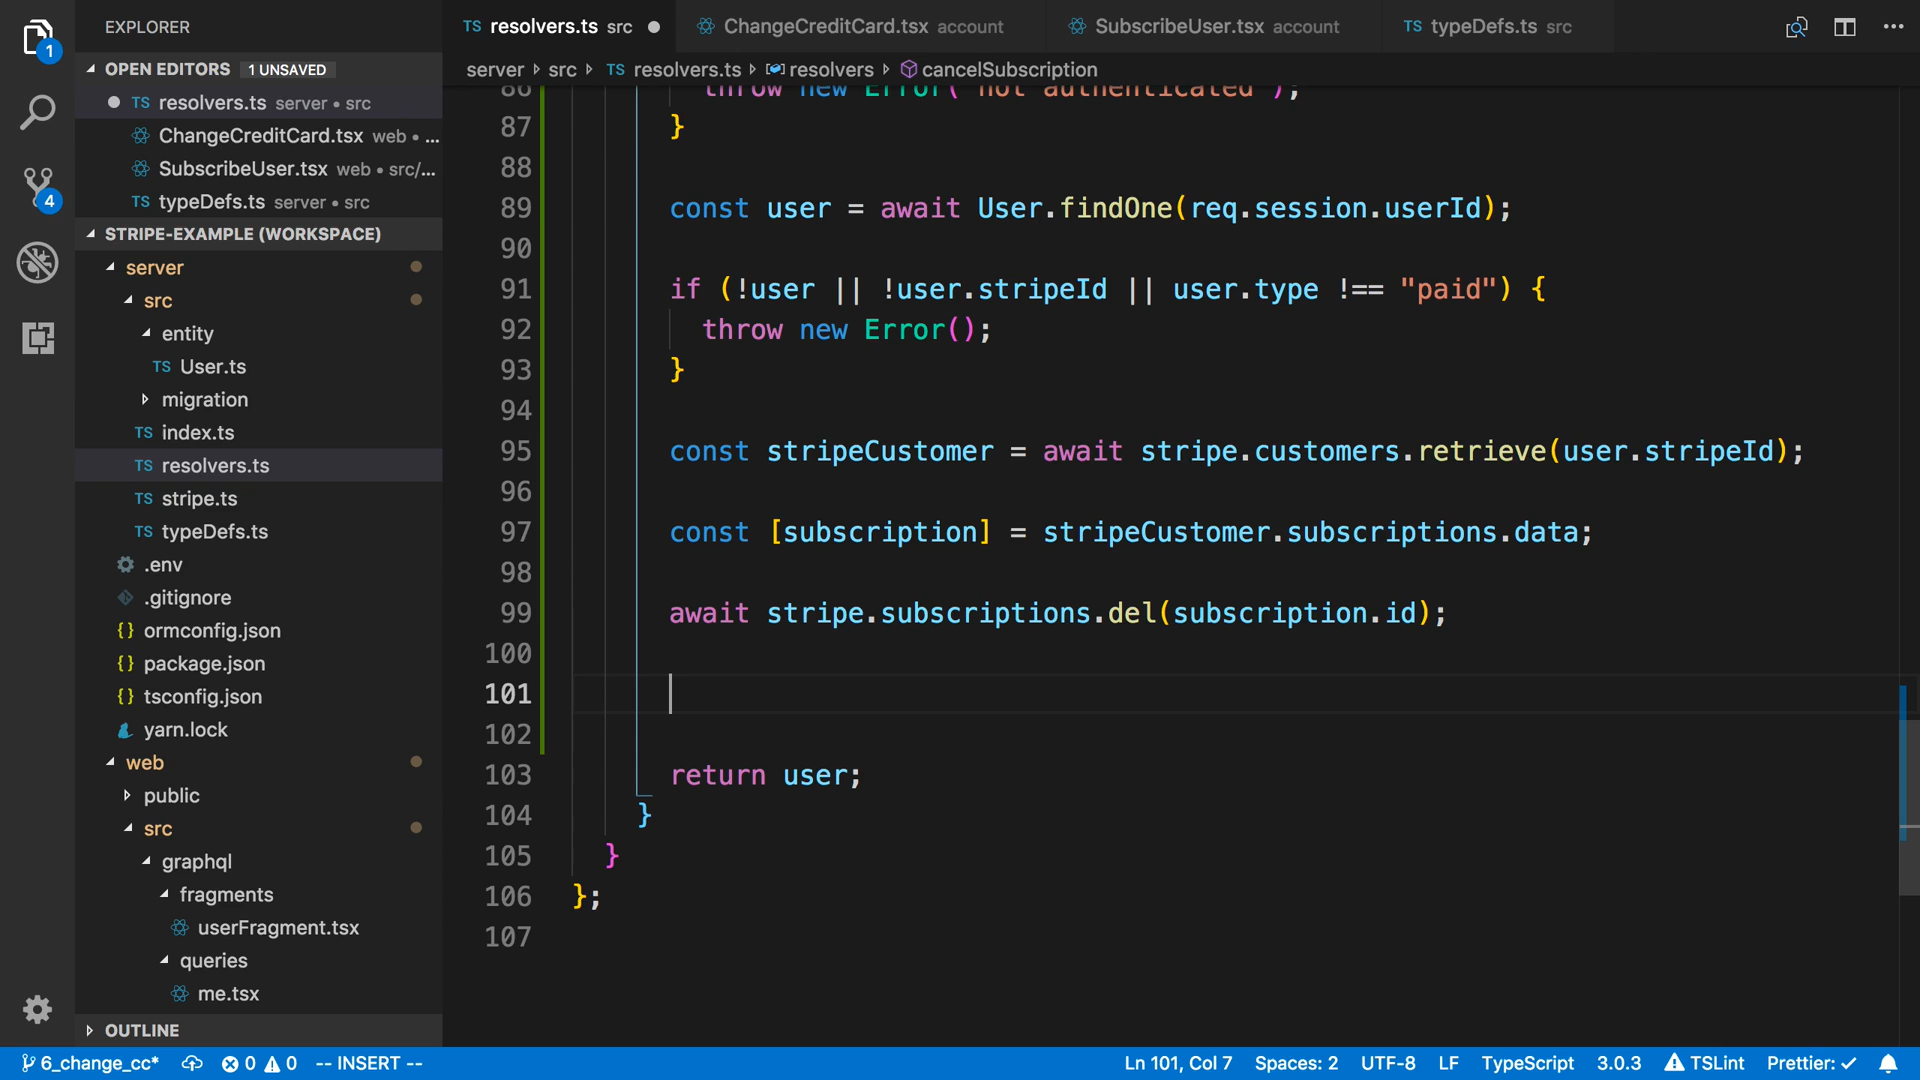 EXPLORER
1
OPEN EDITORS 1 UNSAVED
TS resolvers.ts server • src
ChangeCreditCard.tsx web • ...
SubscribeUser.tsx web • src/...
4
TS typeDefs.ts server • src
STRIPE-EXAMPLE (WORKSPACE)
server
src
entity
TS User.ts
migration
TS index.ts
TS resolvers.ts
TS stripe.ts
TS typeDefs.ts
.env
.gitignore
{} ormconfig.json
{} package.json
{} tsconfig.json
yarn.lock
web
public
src
graphql
fragments
userFragment.tsx
queries
me.tsx
OUTLINE
TS resolvers.ts src ChangeCreditCard.tsx account SubscribeUser.tsx account TS typeDefs.ts src
server src TS resolvers.ts resolvers cancelSubscription
86 throw new Error("not authenticated");
87 }
88
89 const user = await User.findOne(req.session.userId);
90
91 if (!user || !user.stripeId || user.type !== "paid") {
92 throw new Error();
93 }
94
95 const stripeCustomer = await stripe.customers.retrieve(user.stripeId);
96
97 const [subscription] = stripeCustomer.subscriptions.data;
98
99 await stripe.subscriptions.del(subscription.id);
100
101
102
103 return user;
104 }
105 }
106 };
107
6_change_cc* 0 0 -- INSERT -- Ln 101, Col 7 Spaces: 2 UTF-8 LF TypeScript 3.0.3 TSLint Prettier: ✓